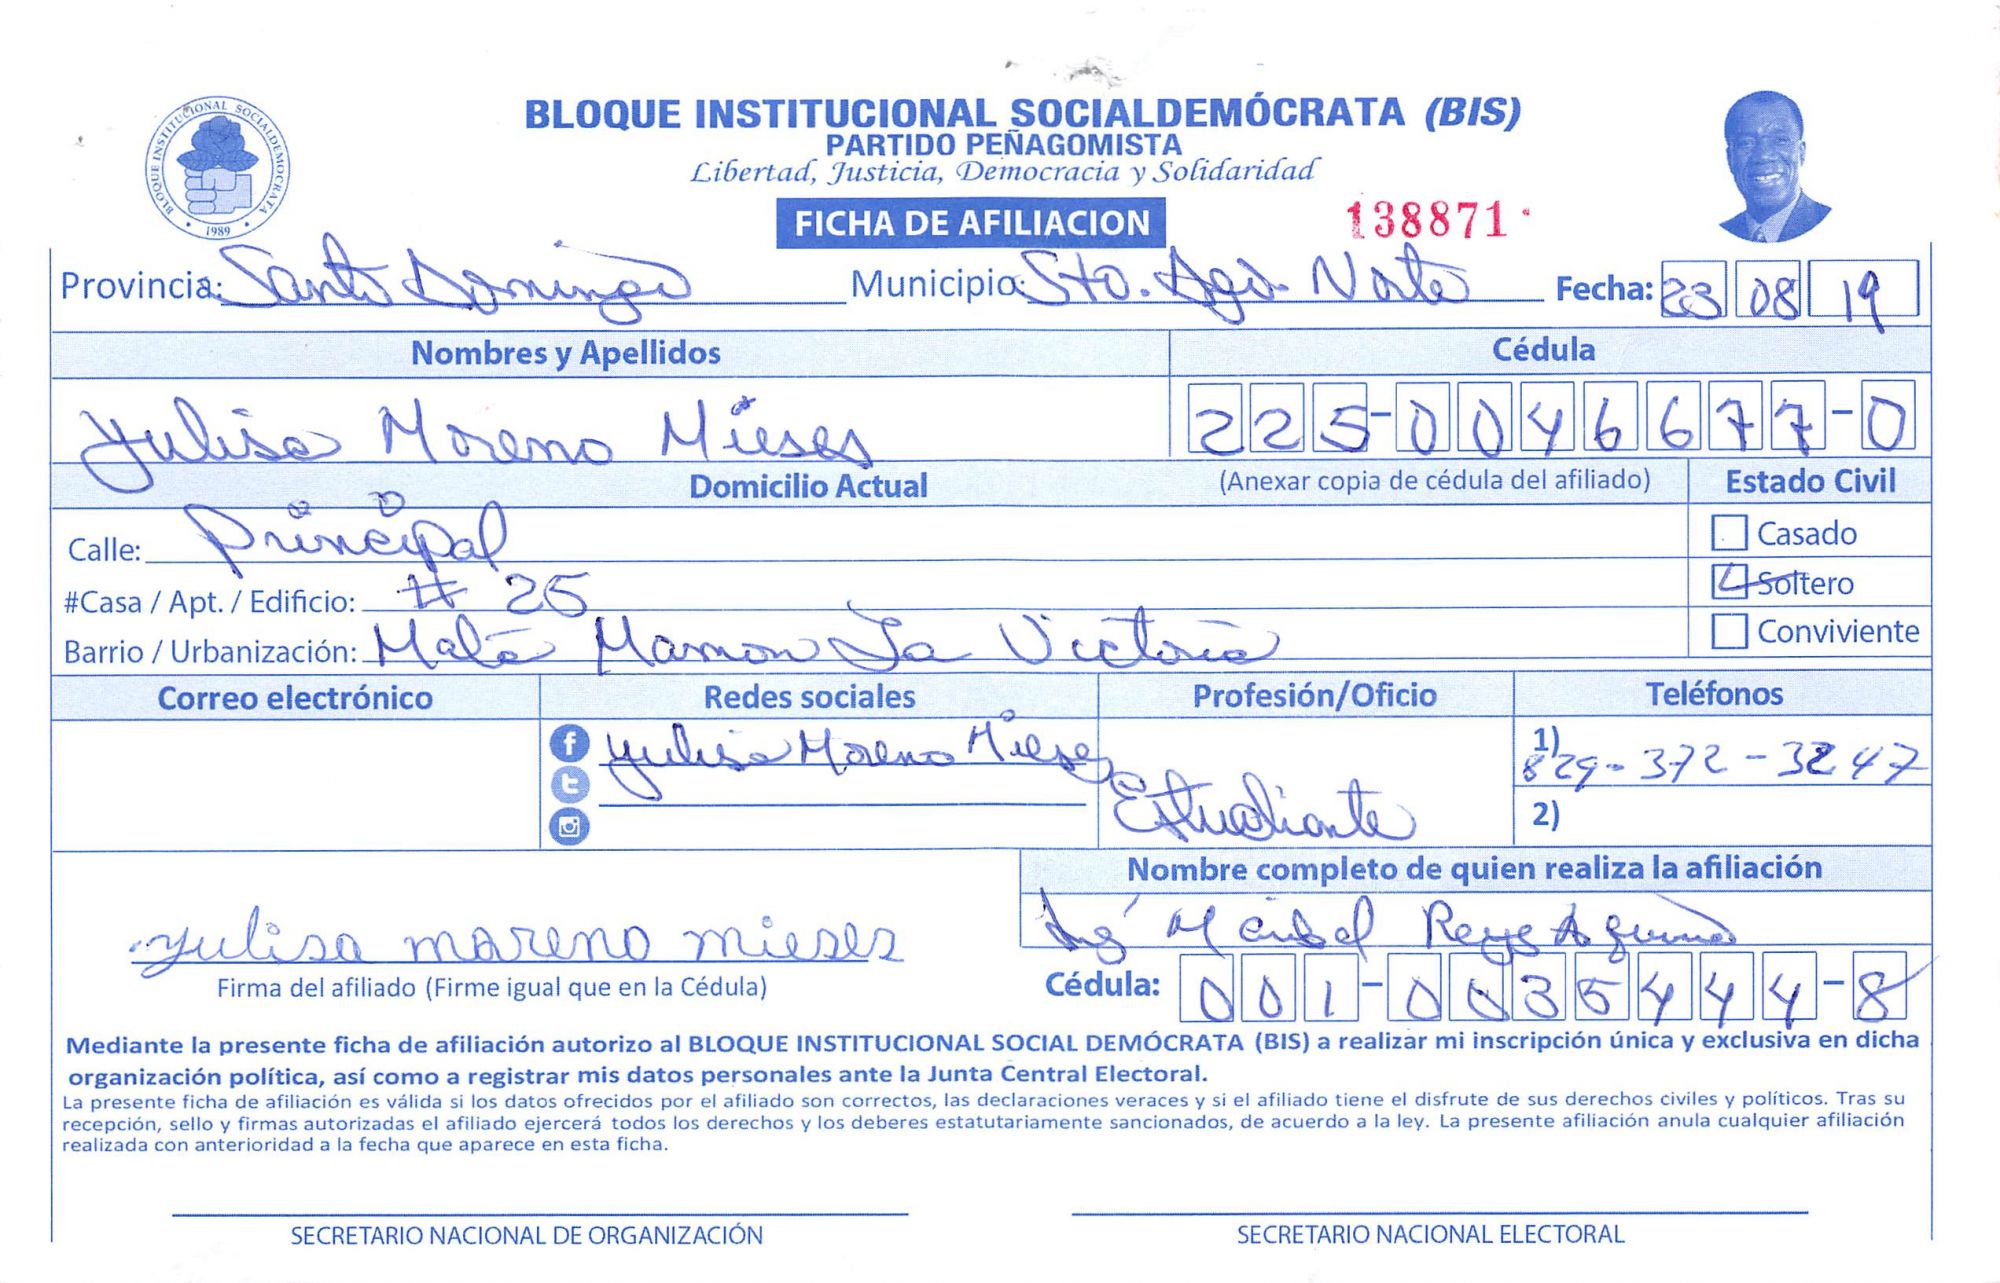 BLOQUE INSTITUCIONAL SOCIALDEMOCRATA
1989
BLOQUE INSTITUCIONAL SOCIALDEMÓCRATA (BIS)
PARTIDO PEÑAGOMISTA
Libertad, Justicia, Democracia y Solidaridad
FICHA DE AFILIACION
138871
Provincia: Santo Domingo Municipio: Sto. Dgo. Norte Fecha: 23 08 19
Nombres y Apellidos Cédula
Yulisa Moreno Mieses 225-0046677-0
Domicilio Actual (Anexar copia de cédula del afiliado) Estado Civil
Calle: Principal Casado
#Casa / Apt. / Edificio: # 25 Soltero
Barrio / Urbanización: Mata Mamon La Victoria Conviviente
Correo electrónico Redes sociales Profesión/Oficio Teléfonos
Yulisa Moreno Mieses Estudiante 1) 829-372-3247
2)
Nombre completo de quien realiza la afiliación
Ing Maribel Reyes
yulisa moreno mieses
Firma del afiliado (Firme igual que en la Cédula) Cédula: 001-0035444-8
Mediante la presente ficha de afiliación autorizo al BLOQUE INSTITUCIONAL SOCIAL DEMÓCRATA (BIS) a realizar mi inscripción única y exclusiva en dicha
organización política, así como a registrar mis datos personales ante la Junta Central Electoral.
La presente ficha de afiliación es válida si los datos ofrecidos por el afiliado son correctos, las declaraciones veraces y si el afiliado tiene el disfrute de sus derechos civiles y políticos. Tras su
recepción, sello y firmas autorizadas el afiliado ejercerá todos los derechos y los deberes estatutariamente sancionados, de acuerdo a la ley. La presente afiliación anula cualquier afiliación
realizada con anterioridad a la fecha que aparece en esta ficha.
SECRETARIO NACIONAL DE ORGANIZACIÓN SECRETARIO NACIONAL ELECTORAL